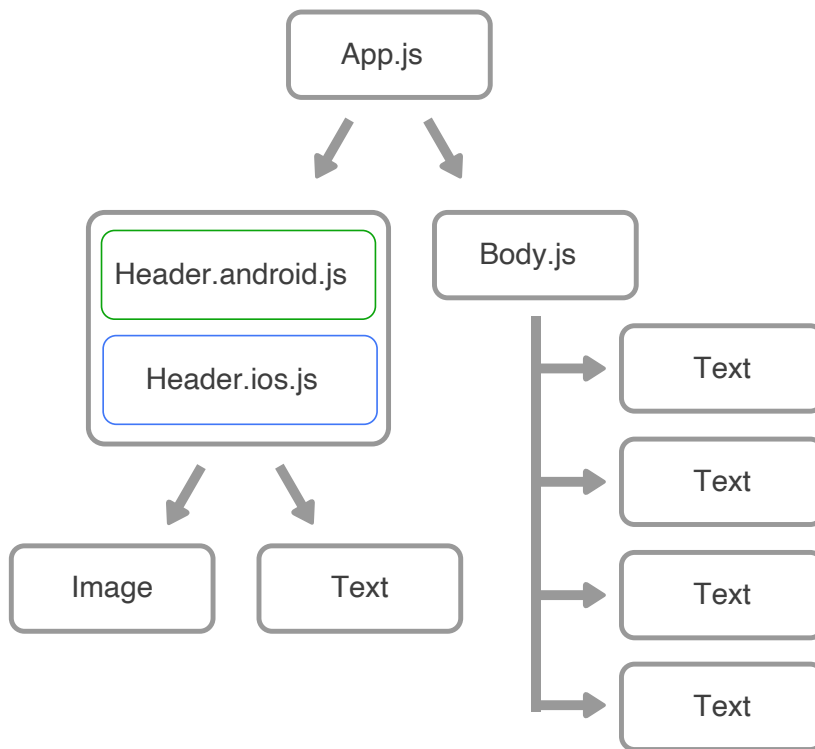 App.js
Header.android.js
Body.js
Header.ios.js
Text
Text
Image
Text
Text
Text